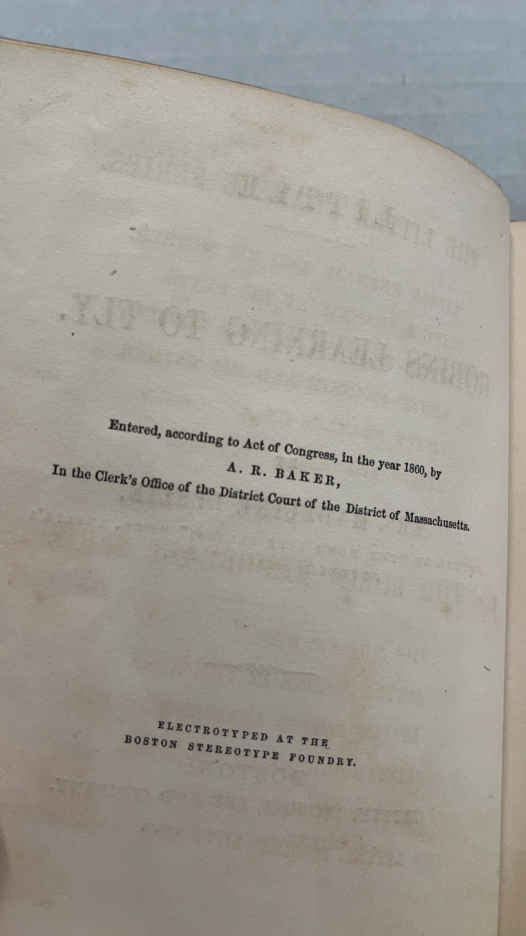 Entered, according to Act of Congress, in the year 1860, by
A. R. BAKER,
In the Clerk's Office of the District Court of the District of Massachusetts.
ELECTROTYPED AT THE
BOSTON STEREOTYPE FOUNDRY.